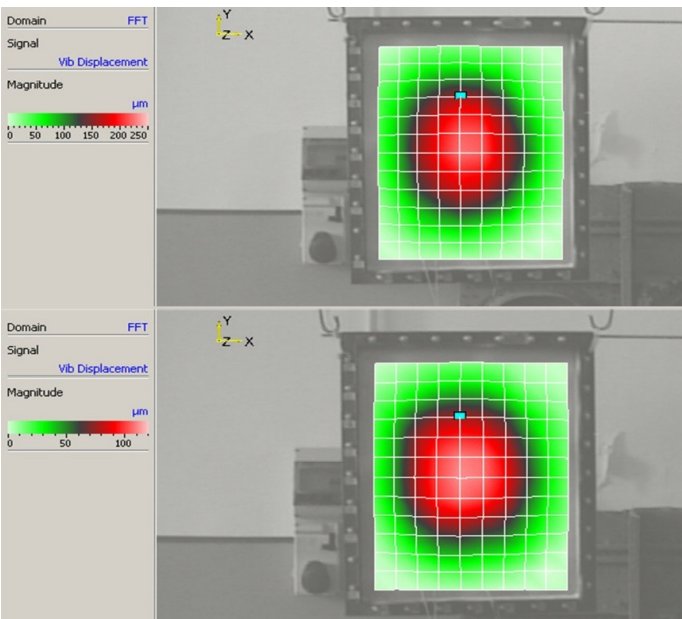 Domain FFT
Signal
Vib Displacement
Magnitude
µm
0 50 100 150 200 250
Y
Z X
Domain FFT
Signal
Vib Displacement
Magnitude
µm
0 50 100
Y
Z X